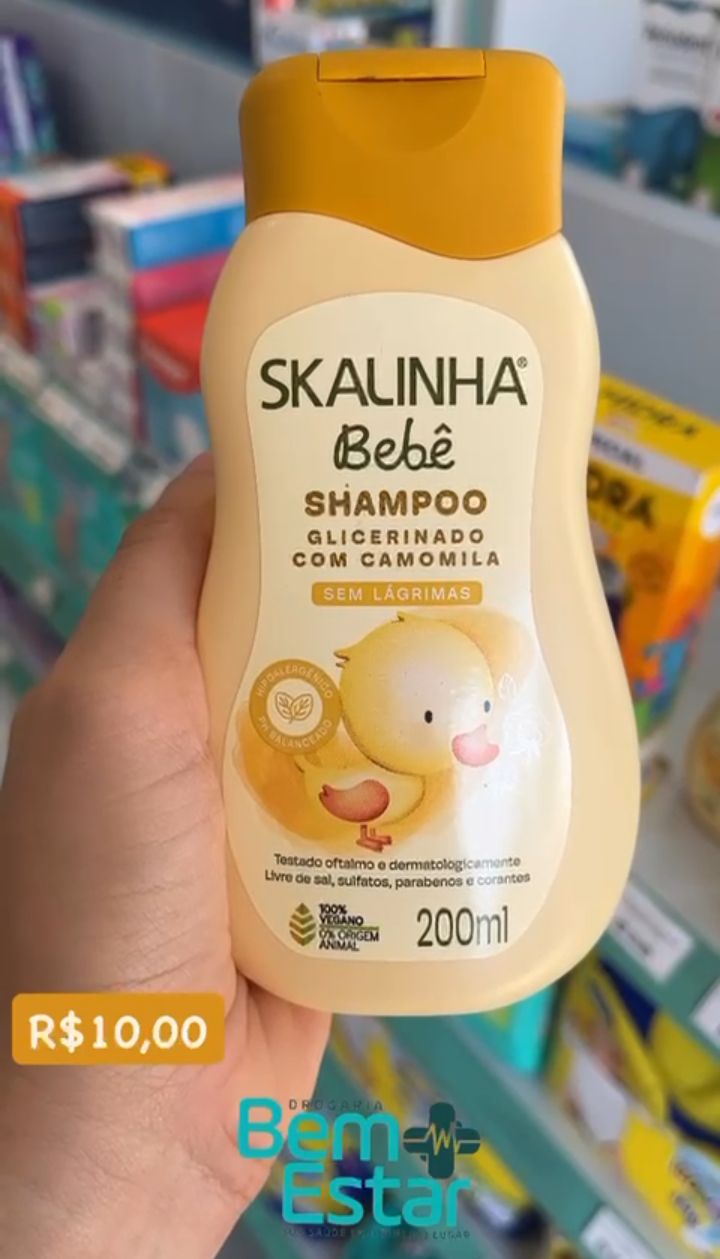 SKALINHA®
Bebê
SHAMPOO
GLICERINADO
COM CAMOMILA
SEM LÁGRIMAS
HIPOALERGÊNICO
PH BALANCEADO
Testado oftalmo e dermatologicamente
Livre de sal, sulfatos, parabenos e corantes
100%
VEGANO
0% ORIGEM
ANIMAL
200ml
R$10,00
DROGARIA
Bem
Estar